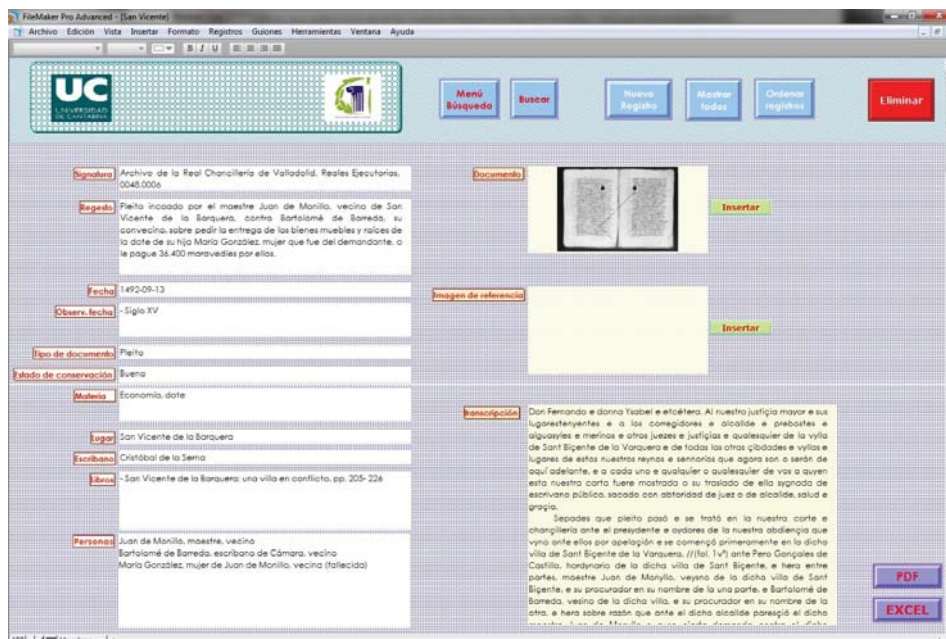 FileMaker Pro Advanced - [San Vicente]
Archivo Edición Vista Insertar Formato Registros Guiones Herramientas Ventana Ayuda
B I U
UC
UNIVERSIDAD
DE CANTABRIA
Menú
Búsqueda
Buscar
Nuevo
Registro
Mostrar
todos
Ordenar
registros
Eliminar
Signatura
Archivo de la Real Chancillería de Valladolid, Reales Ejecutorias,
0048.0006
Regesto
Pleito incoado por el maestre Juan de Monillo, vecino de San
Vicente de la Barquera, contra Bartolomé de Barreda, su
convecino, sobre pedir la entrega de los bienes muebles y raíces de
la dote de su hija María González, mujer que fue del demandante, o
le pague 36.400 maravedíes por ellos.
Fecha
1492-09-13
Observ. fecha
- Siglo XV
Tipo de documento
Pleito
Estado de conservación
Buena
Materia
Economía, dote
Lugar
San Vicente de la Barquera
Escribano
Cristóbal de la Serna
Libros
- San Vicente de la Barquera: una villa en conflicto, pp. 205- 226
Personas
Juan de Monillo, maestre, vecino
Bartolomé de Barreda, escribano de Cámara, vecino
María González, mujer de Juan de Monillo, vecina (fallecida)
Documento
Insertar
Imagen de referencia
Insertar
transcripción
Don Fernando e donna Ysabel e etcétera. Al nuestro justiçia mayor e sus
lugarestenyentes e a los corregidores e alcallde e prebostes e
alguasyles e merinos e otros juezes e justiçias e qualesquier de la vylla
de Sant Biçente de la Varquera e de todas las otras çibdades e vyllas e
lugares de estos nuestros reynos e sennoríos que agora son o serán de
aquí adelante, e a cada uno e qualquier o qualesquier de vos a quyen
esta nuestra carta fuere mostrada o su traslado de ella sygnado de
escrivano público, sacado con abtoridad de juez o de alcallde, salud e
graçia.
Sepades que pleito pasó e se trató en la nuestra corte e
chançillería ante el presydente e oydores de la nuestra abdiençia que
vyno ante ellos por apelaçión e se començó primeramente en la dicha
villa de Sant Biçente de la Varquera, //(fol. 1vº) ante Pero Gonçales de
Castillo, hordynario de la dicha villa de Sant Biçente, e hera entre
partes, maestre Juan de Monyllo, veysno de la dicha villa de Sant
Biçente, e su procurador en su nombre de la una parte, e Bartolomé de
Barreda, vesino de la dicha villa, e su procurador en su nombre de la
otra, e hera sobre razón que ante el dicho alcallde paresçió el dicho
PDF
EXCEL